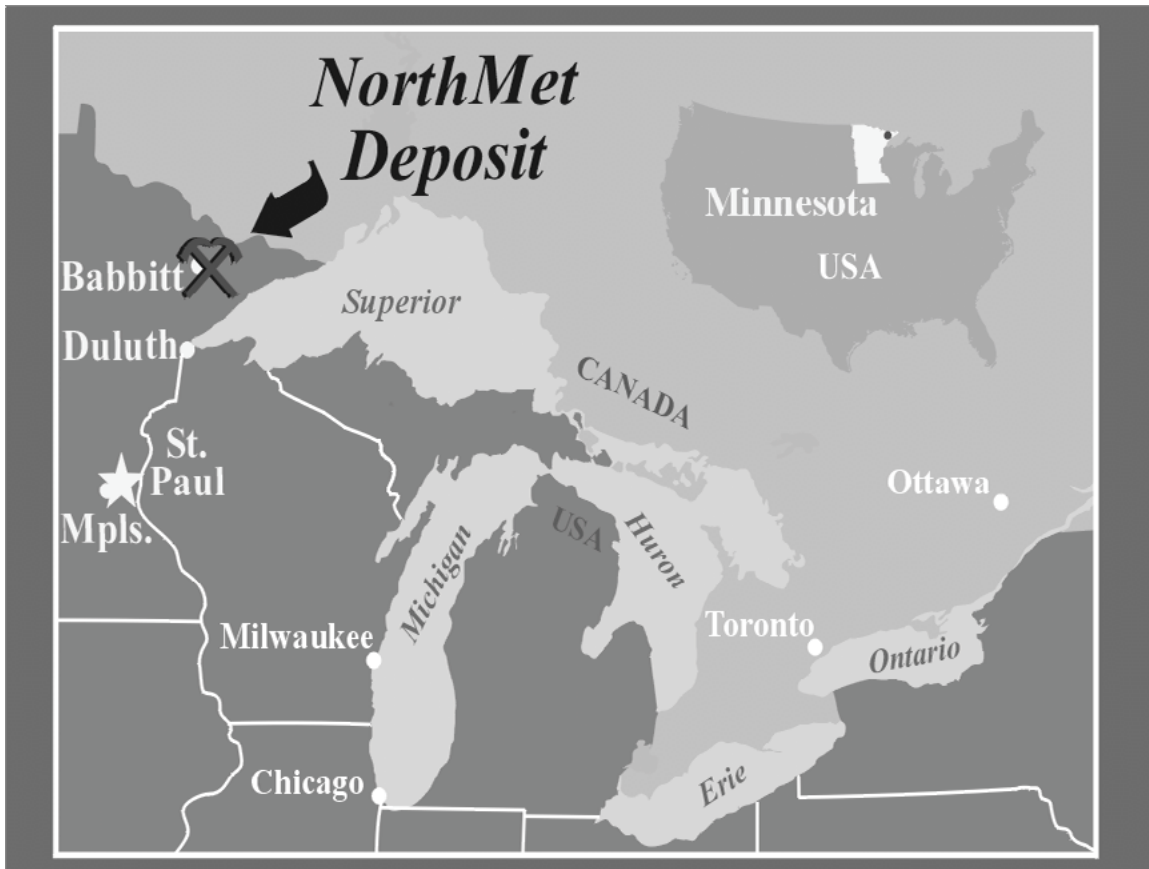 NorthMet
Deposit
Minnesota
USA
Babbitt
Superior
Duluth
CANADA
St.
Paul
Mpls.
Ottawa
USA
Huron
Michigan
Milwaukee
Toronto
Ontario
Chicago
Erie